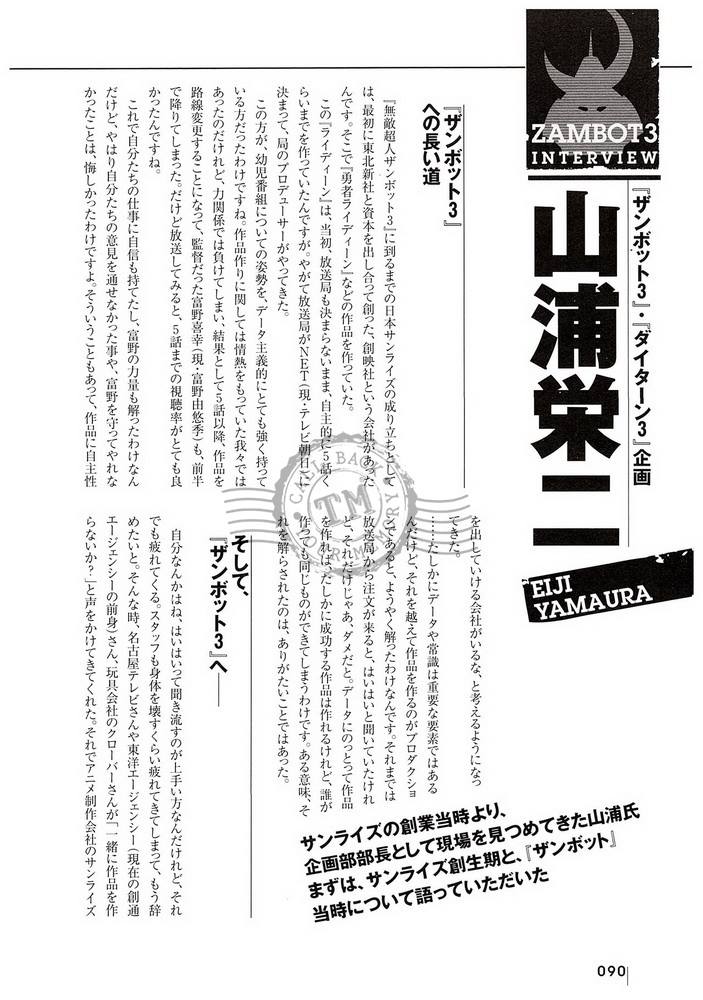 ZAMBOT3
INTERVIEW
『ザンボット3』・『ダイターン3』企画
山浦栄二
EIJI
YAMAURA
サンライズの創業当時より、
企画部部長として現場を見つめてきた山浦氏
まずは、サンライズ創生期と、『ザンボット』
当時について語っていただいた
『ザンボット3』
への長い道
『無敵超人ザンボット3』に到るまでの日本サンライズの成り立ちとして
は、最初に東北新社と資本を出し合って創った、創映社という会社があった
んです。そこで『勇者ライディーン』などの作品を作っていた。
この『ライディーン』は、当初、放送局も決まらないまま、自主的に5話く
らいまでを作っていたんですが。やがて放送局がNET(現・テレビ朝日)に
決まって、局のプロデューサーがやってきた。
この方が、幼児番組についての姿勢を、データ主義的にとても強く持って
いる方だったわけですね。作品作りに関しては情熱をもっていた我々では
あったのだけれど、力関係では負けてしまい、結果として5話以降、作品を
路線変更することになって、監督だった富野喜幸(現・富野由悠季)も、前半
で降りてしまった。だけど放送してみると、5話までの視聴率がとても良
かったんですね。
これで自分たちの仕事に自信も持てたし、富野の力量も解ったわけなん
だけど、やはり自分たちの意見を通せなかった事や、富野を守ってやれな
かったことは、悔しかったわけですよ。そういうこともあって、作品に自主性
を出していける会社がいるな、と考えるようになっ
てきた。
……たしかにデータや常識は重要な要素ではある
んだけど、それを越えて作品を作るのがプロダクショ
ンであると、ようやく解ったわけなんです。それまでは
放送局から注文が来ると、はいはいと聞いていたけれ
ど、それだけじゃあ、ダメだと。データにのっとって作品
を作れば、たしかに成功する作品は作れるけれど、誰が
作っても同じものができてしまうわけです。ある意味、そ
れを解らされたのは、ありがたいことではあった。
そして、
『ザンボット3』へ――
自分なんかはね、はいはいって聞き流すのが上手い方なんだけれど、それ
でも疲れてくる。スタッフも身体を壊すくらい疲れてきてしまって、もう辞
めたいと。そんな時、名古屋テレビさんや東洋エージェンシー(現在の創通
エージェンシーの前身)さん、玩具会社のクローバーさんが「一緒に作品を作
らないか?」と声をかけてきてくれた。それでアニメ制作会社のサンライズ
CALL BACK
TM
TO YOUR MEMORY
090